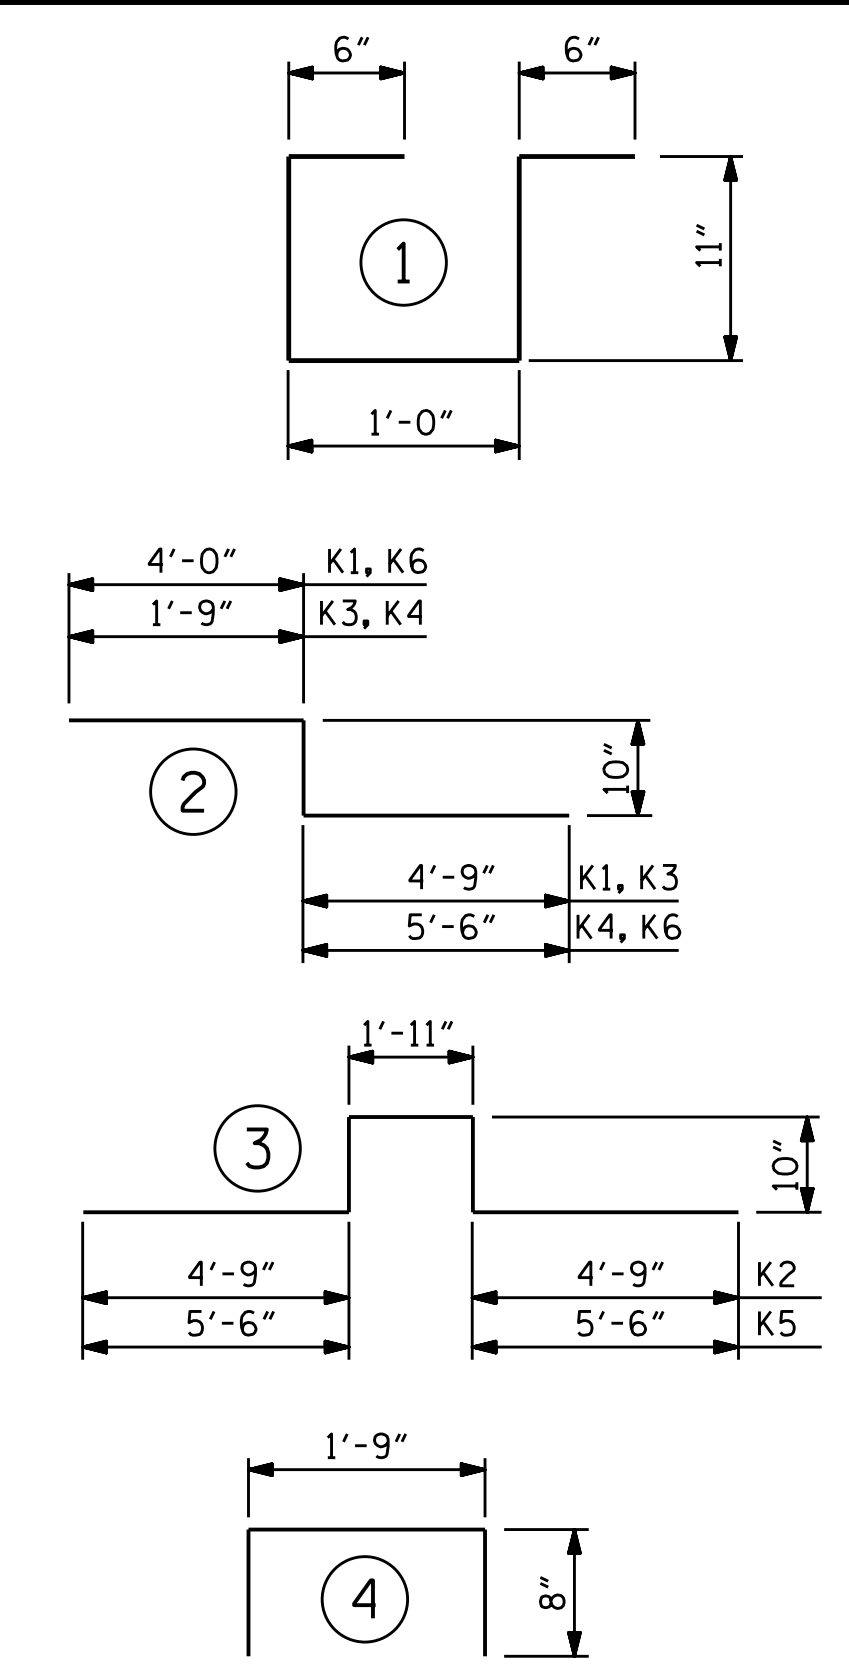 6" 6"
1
11"
1'-0"
4'-0" K1, K6
1'-9" K3, K4
2
10"
4'-9" K1, K3
5'-6" K4, K6
1'-11"
3
10"
4'-9" 4'-9" K2
5'-6" 5'-6" K5
1'-9"
4
8"